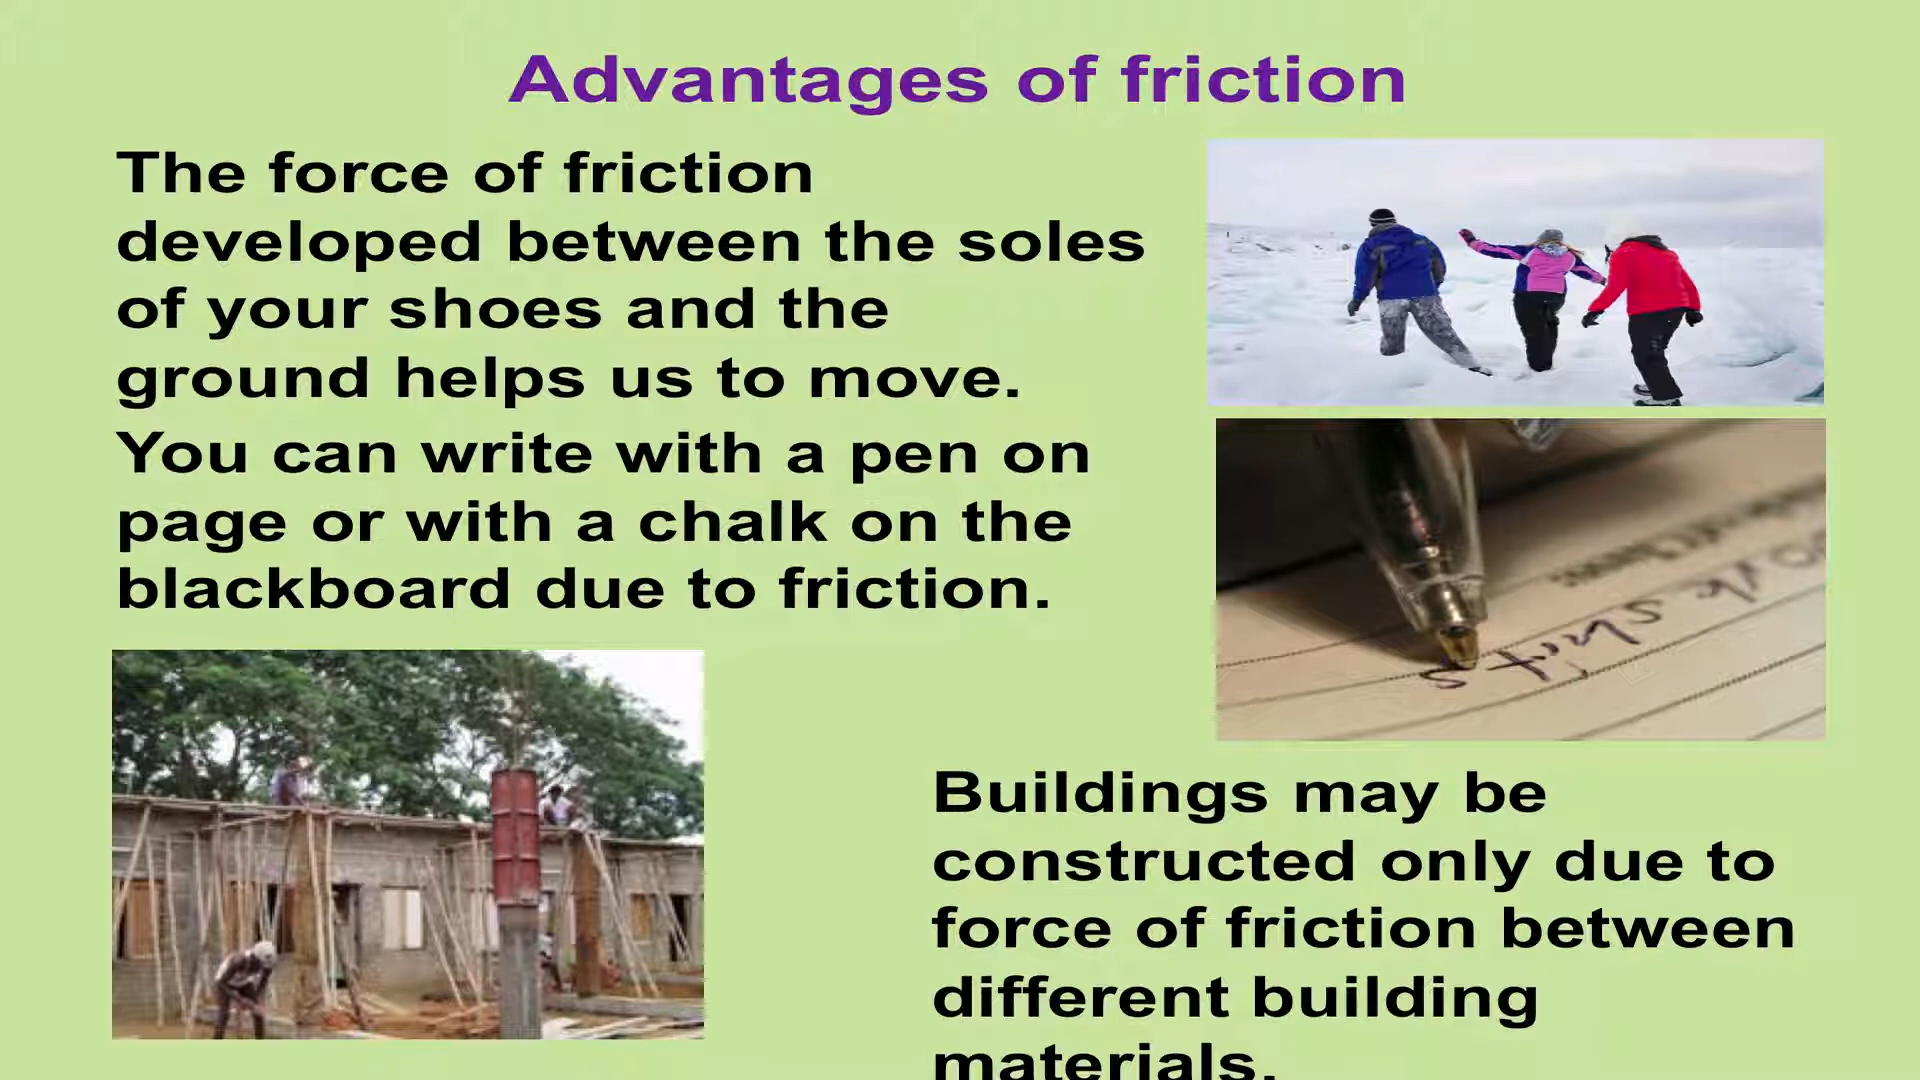 Advantages of friction
The force of friction
developed between the soles
of your shoes and the
ground helps us to move.
You can write with a pen on
page or with a chalk on the
blackboard due to friction.
Buildings may be
constructed only due to
force of friction between
different building
materials.